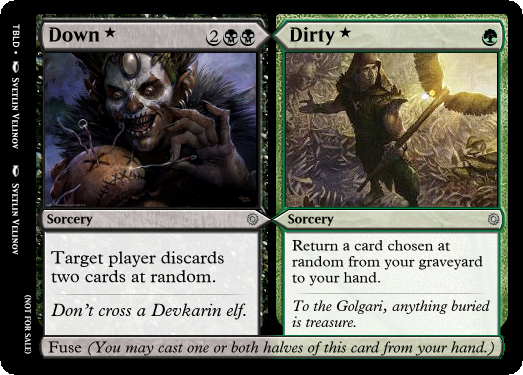 Down ★ 2
Sorcery
Target player discards
two cards at random.
Don't cross a Devkarin elf.
Dirty ★
Sorcery
Return a card chosen at
random from your graveyard
to your hand.
To the Golgari, anything buried
is treasure.
Fuse (You may cast one or both halves of this card from your hand.)
TBLD • SVETLIN VELINOV SVETLIN VELINOV (NOT FOR SALE)